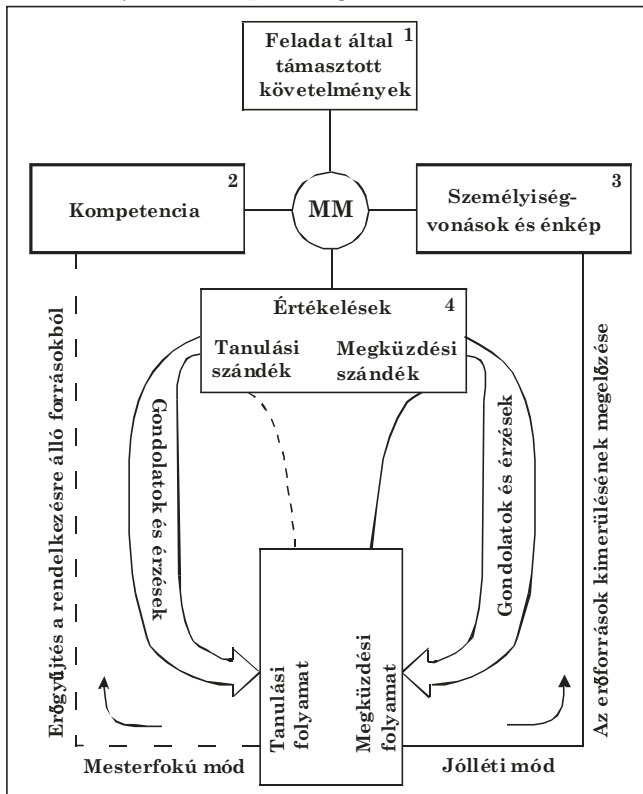 Feladat által 1
támasztott
követelmények
2
Kompetencia
MM
3
Személyiség-
vonások és énkép
Értékelések 4
Tanulási
szándék
Megküzdési
szándék
Erőgyűjtés a rendelkezésre álló forrásokból
Gondolatok és érzések
Gondolatok és érzések
Az erőforrások kimerülésének megelőzése
Tanulási
folyamat
Megküzdési
folyamat
Mesterfokú mód
Jólléti mód